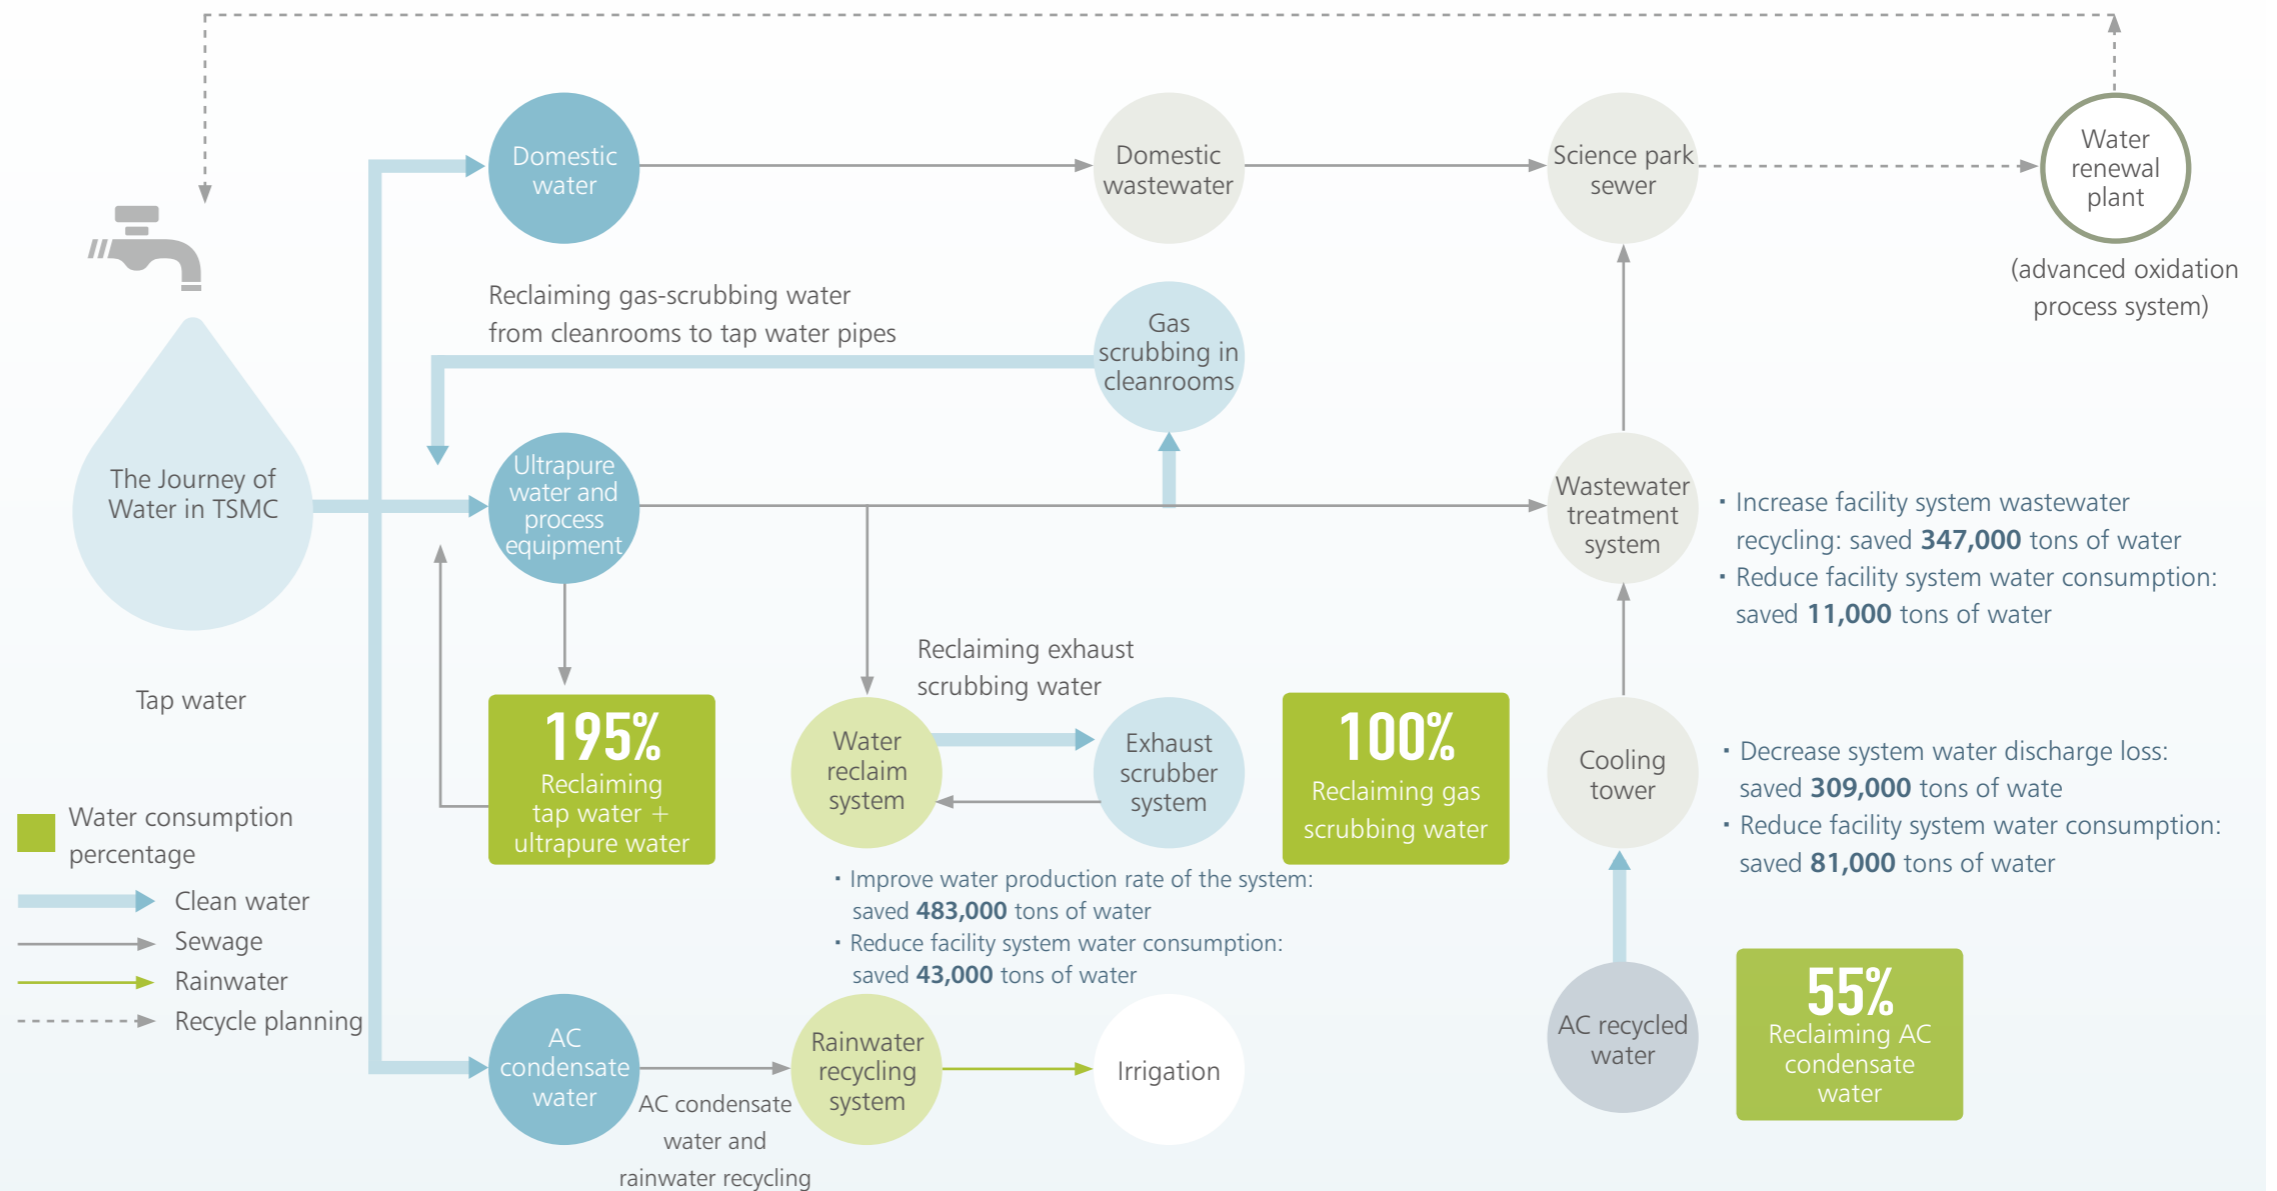 Domestic
water
Domestic
wastewater
Science park
sewer
Water
renewal
plant
(advanced oxidation
process system)
Reclaiming gas-scrubbing water
from cleanrooms to tap water pipes
Gas
scrubbing in
cleanrooms
The Journey of
Water in TSMC
Tap water
Ultrapure
water and
process
equipment
Wastewater
treatment
system
· Increase facility system wastewater
recycling: saved 347,000 tons of water
· Reduce facility system water consumption:
saved 11,000 tons of water
195%
Reclaiming
tap water +
ultrapure water
Reclaiming exhaust
scrubbing water
Water
reclaim
system
Exhaust
scrubber
system
100%
Reclaiming gas
scrubbing water
Cooling
tower
· Decrease system water discharge loss:
saved 309,000 tons of wate
· Reduce facility system water consumption:
saved 81,000 tons of water
· Improve water production rate of the system:
saved 483,000 tons of water
· Reduce facility system water consumption:
saved 43,000 tons of water
Water consumption
percentage
Clean water
Sewage
Rainwater
Recycle planning
AC
condensate
water
AC condensate
water and
rainwater recycling
Rainwater
recycling
system
Irrigation
AC recycled
water
55%
Reclaiming AC
condensate
water